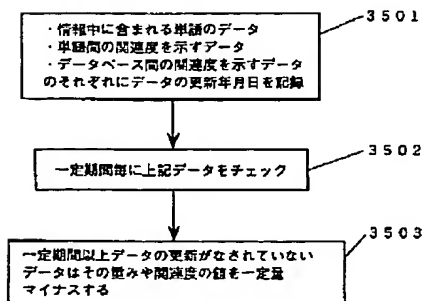 3501
・情報中に含まれる単語のデータ
・単語間の関連度を示すデータ
・データベース間の関連度を示すデータ
のそれぞれにデータの更新年月日を記録
3502
一定期間毎に上記データをチェック
3503
一定期間以上データの更新がなされていない
データはその重みや関連度の値を一定量
マイナスする